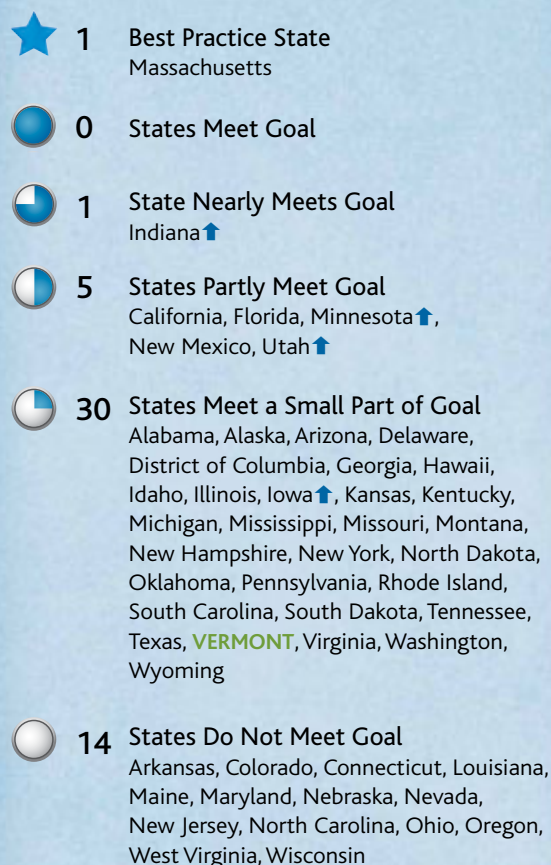 1 Best Practice State
Massachusetts
0 States Meet Goal
1 State Nearly Meets Goal
Indiana⬆
5 States Partly Meet Goal
California, Florida, Minnesota⬆,
New Mexico, Utah⬆
30 States Meet a Small Part of Goal
Alabama, Alaska, Arizona, Delaware,
District of Columbia, Georgia, Hawaii,
Idaho, Illinois, Iowa⬆, Kansas, Kentucky,
Michigan, Mississippi, Missouri, Montana,
New Hampshire, New York, North Dakota,
Oklahoma, Pennsylvania, Rhode Island,
South Carolina, South Dakota, Tennessee,
Texas, VERMONT, Virginia, Washington,
Wyoming
14 States Do Not Meet Goal
Arkansas, Colorado, Connecticut, Louisiana,
Maine, Maryland, Nebraska, Nevada,
New Jersey, North Carolina, Ohio, Oregon,
West Virginia, Wisconsin